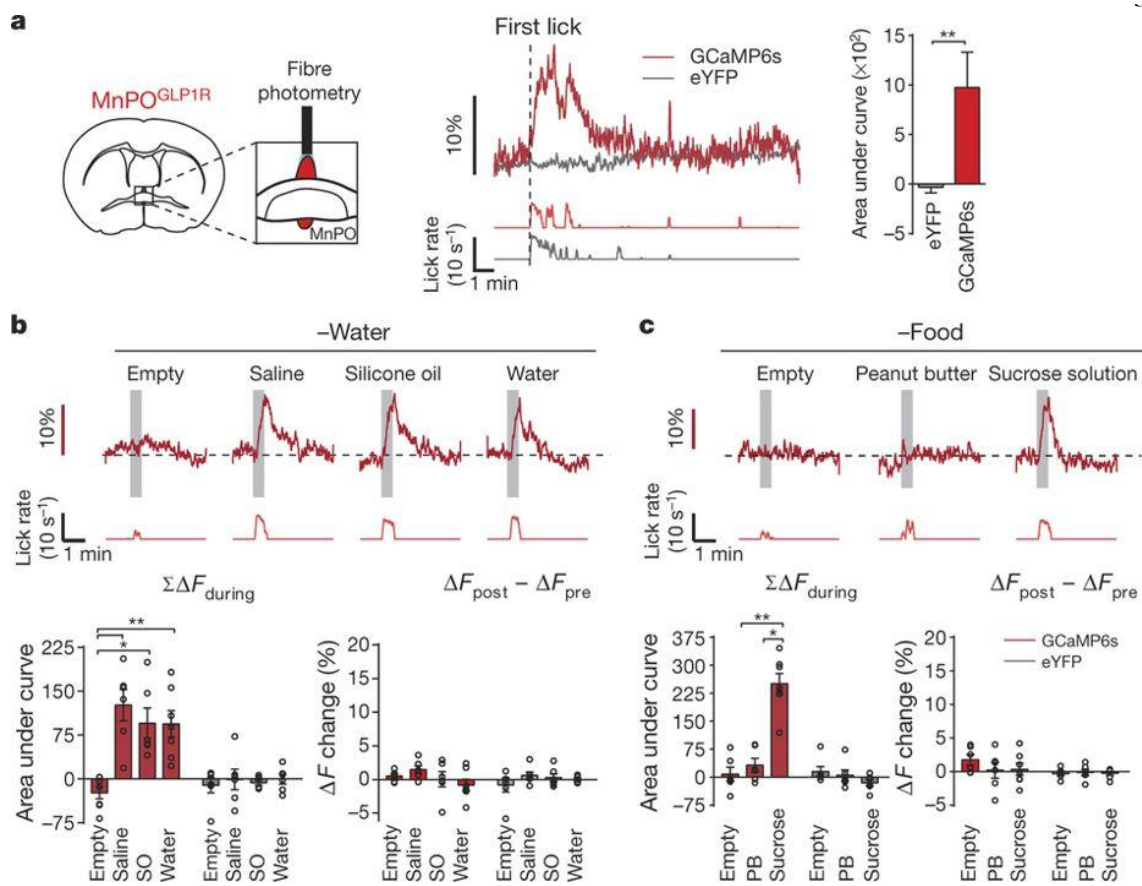 a
MnPO^GLP1R
Fibre
photometry
MnPO
First lick
GCaMP6s
eYFP
10%
Lick rate
(10 s⁻¹)
1 min
Area under curve (×10²)
**
15
10
5
0
−5
eYFP
GCaMP6s
b
–Water
Empty
Saline
Silicone oil
Water
10%
Lick rate
(10 s⁻¹)
1 min
ΣΔF_during
ΔF_post − ΔF_pre
Area under curve
225
150
75
0
−75
**
*
Empty
Saline
SO
Water
Empty
Saline
SO
Water
ΔF change (%)
20
15
10
5
0
−5
Empty
Saline
SO
Water
Empty
Saline
SO
Water
c
–Food
Empty
Peanut butter
Sucrose solution
10%
Lick rate
(10 s⁻¹)
1 min
ΣΔF_during
ΔF_post − ΔF_pre
Area under curve
375
300
225
150
75
0
−75
**
*
Empty
PB
Sucrose
Empty
PB
Sucrose
ΔF change (%)
20
15
10
5
0
−5
GCaMP6s
eYFP
Empty
PB
Sucrose
Empty
PB
Sucrose